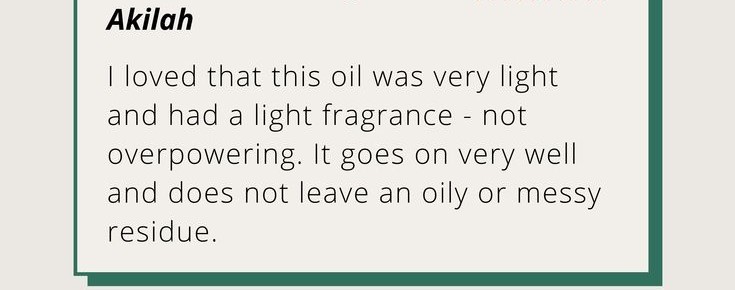 Akilah
I loved that this oil was very light
and had a light fragrance - not
overpowering. It goes on very well
and does not leave an oily or messy
residue.